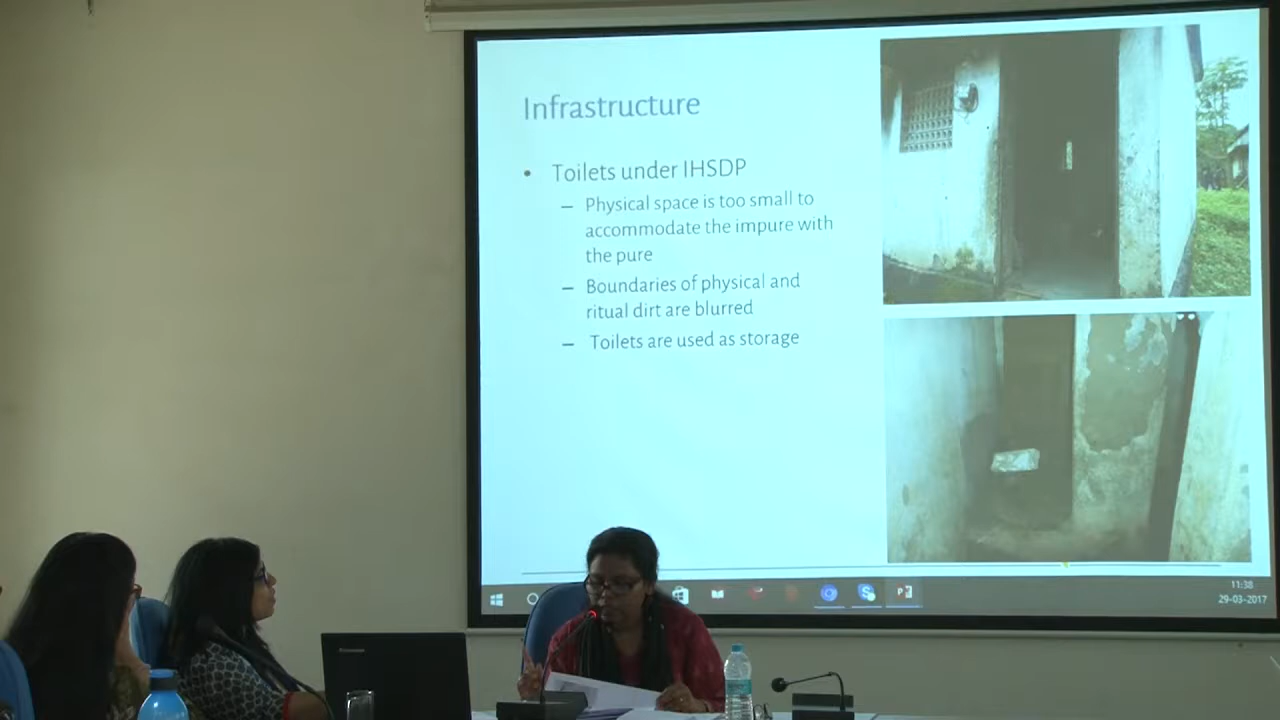 Infrastructure
• Toilets under IHSDP
– Physical space is too small to
accommodate the impure with
the pure
– Boundaries of physical and
ritual dirt are blurred
– Toilets are used as storage
11:38
29-03-2017